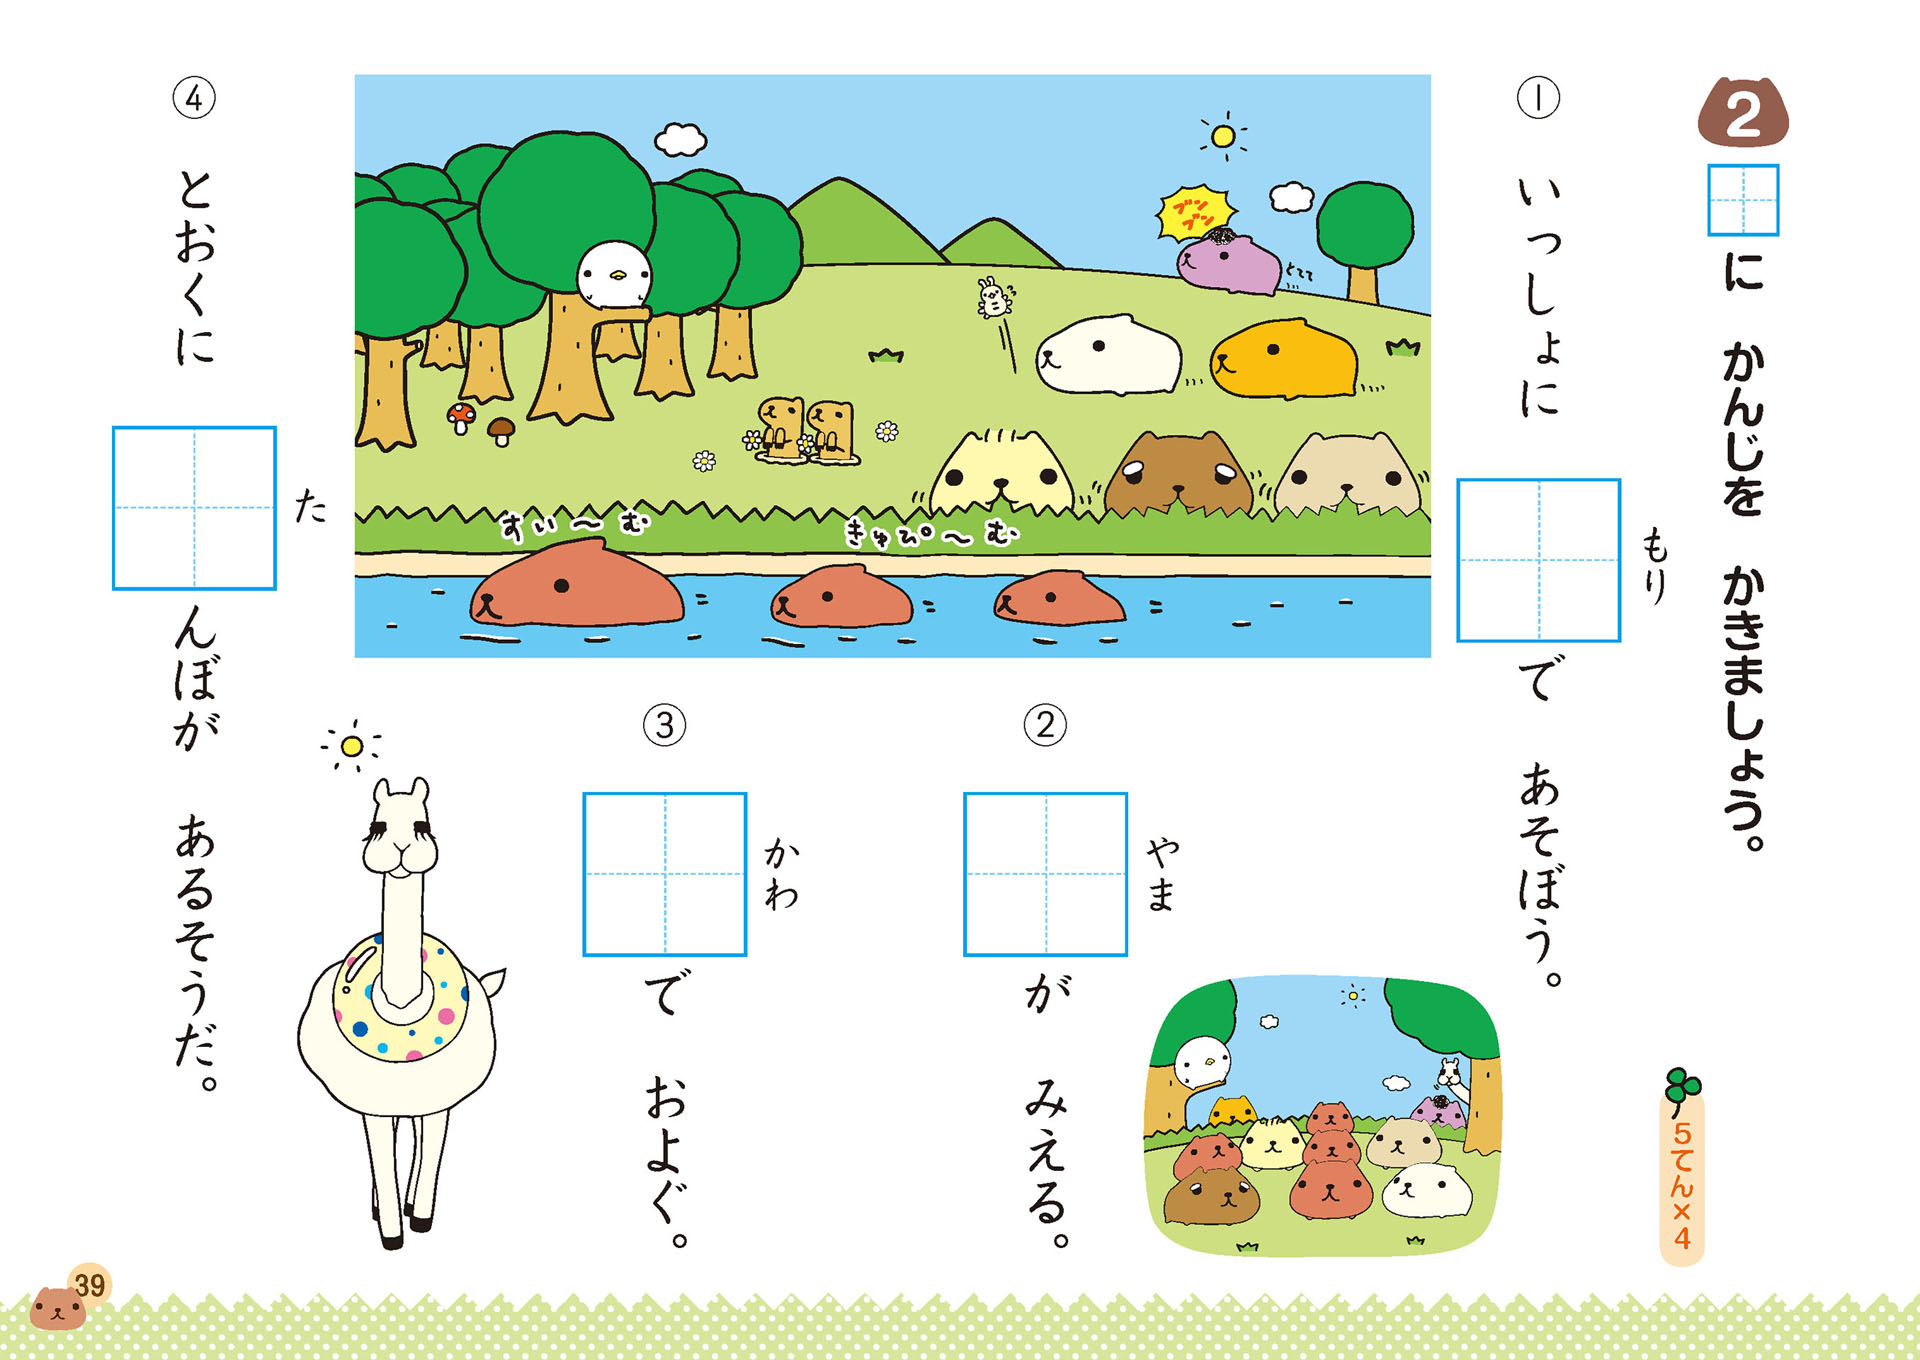 2
□に かんじを かきましょう。
5てん×4
① いっしょに□で あそぼう。
もり
② □が みえる。
やま
③ □で およぐ。
かわ
④ とおくに□んぼが あるそうだ。
た
ブンブン
とてて
すい〜む
きゅぴ〜む
39